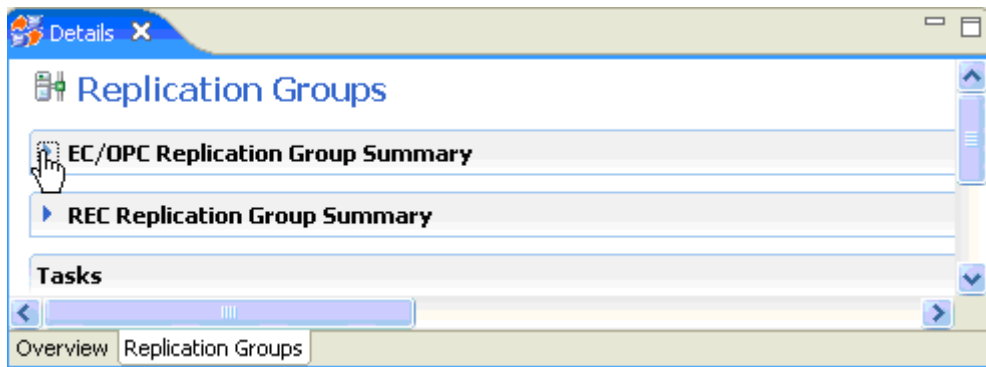 Details
Replication Groups
EC/OPC Replication Group Summary
REC Replication Group Summary
Tasks
Overview Replication Groups